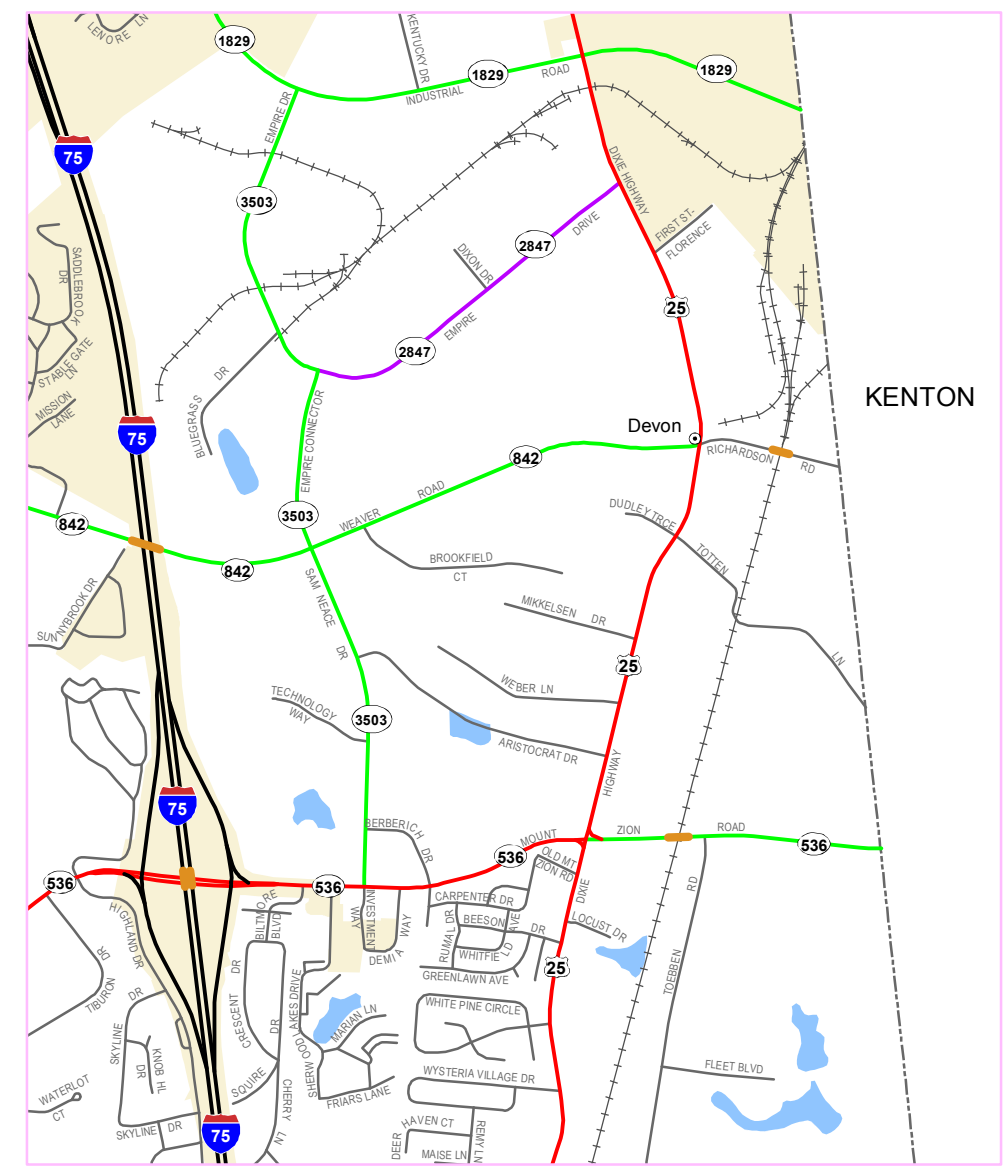 LENORE LN
1829
KENTUCKY DR
1829
ROAD
1829
INDUSTRIAL
EMPIRE DR
75
DIXIE HIGHWAY
3503
FIRST ST-
FLORENCE
DRIVE
2847
DIXON DR
SADDLEBROOK
DR
25
EMPIRE
2847
STABLE GATE
LN
DR
BLUEGRASS
MISSION
LANE
KENTON
75
EMPIRE CONNECTOR
Devon
842
RICHARDSON
RD
ROAD
WEAVER
3503
842
DUDLEY TRCE
TOTTEN
LN
842
BROOKFIELD
CT
SAM NEACE
DR
MIKKELSEN DR
SUNNYBROOK DR
25
WEBER LN
TECHNOLOGY
WAY
3503
ARISTOCRAT DR
HIGHWAY
75
BERBERICH
DR
MOUNT
ZION
ROAD
536
536
OLD MT
ZION RD
536
536
DIXIE
RD
HIGHLAND DR
BILTMORE
BLVD
INVESTMENT
WAY
WAY
DEMIA
CARPENTER DR
RUMAL DR
BEESON
DR
AVE
WHITFIELD
LOCUST DR
25
GREENLAWN AVE
TOEBBEN
DR
TIBURON
DR
SKYLINE
CRESCENT
DR
DR
SHERWOOD LAKES DRIVE
MARIAN LN
WHITE PINE CIRCLE
KNOB HL
DR
SQUIRE
FLEET BLVD
WYSTERIA VILLAGE DR
WATERLOT
CT
CHERRY
LN
FRIARS LANE
SKYLINE DR
75
DEER
HAVEN CT
REMY LN
MAISE LN